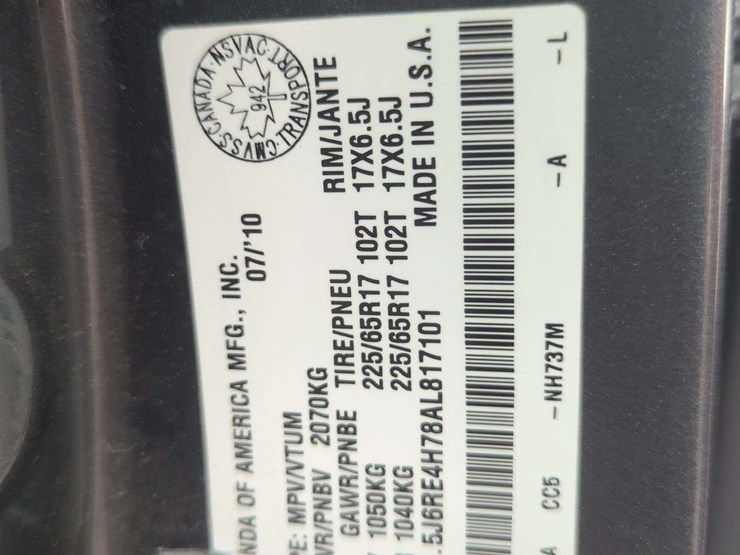 CMVSS·CANADA·NSVAC·TRANSPORT
942
NDA OF AMERICA MFG., INC.
07/'10
PE: MPV/VTUM
VR/PNBV 2070KG
GAWR/PNBE TIRE/PNEU RIM/JANTE
1050KG 225/65R17 102T 17X6.5J
1040KG 225/65R17 102T 17X6.5J
MADE IN U.S.A.
5J6RE4H78AL817101
A CC5 -NH737M -A -L